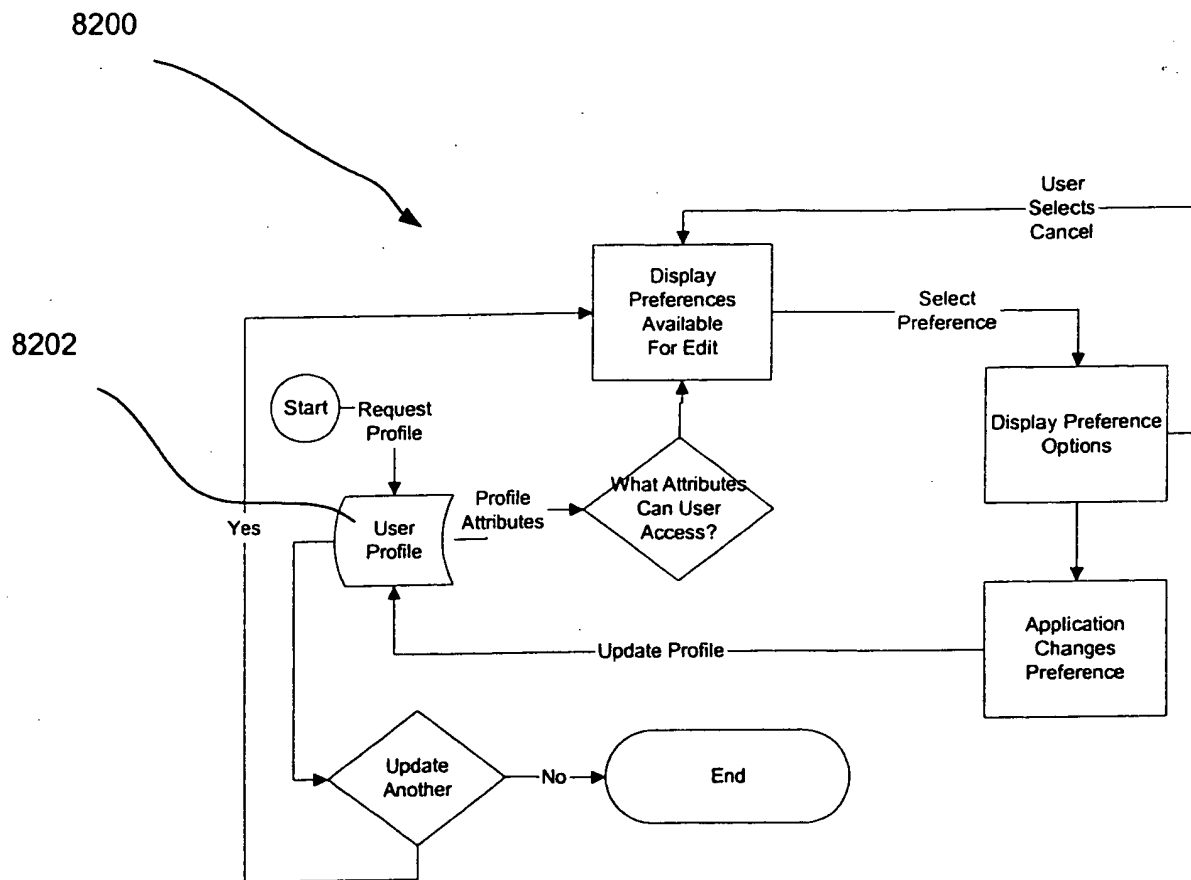 8200
User
Selects
Cancel
Display
Preferences
Available
For Edit
Select
Preference
8202
Start
Request
Profile
Display Preference
Options
What Attributes
Can User
Access?
Profile
Attributes
User
Profile
Yes
Application
Changes
Preference
Update Profile
Update
Another
No
End